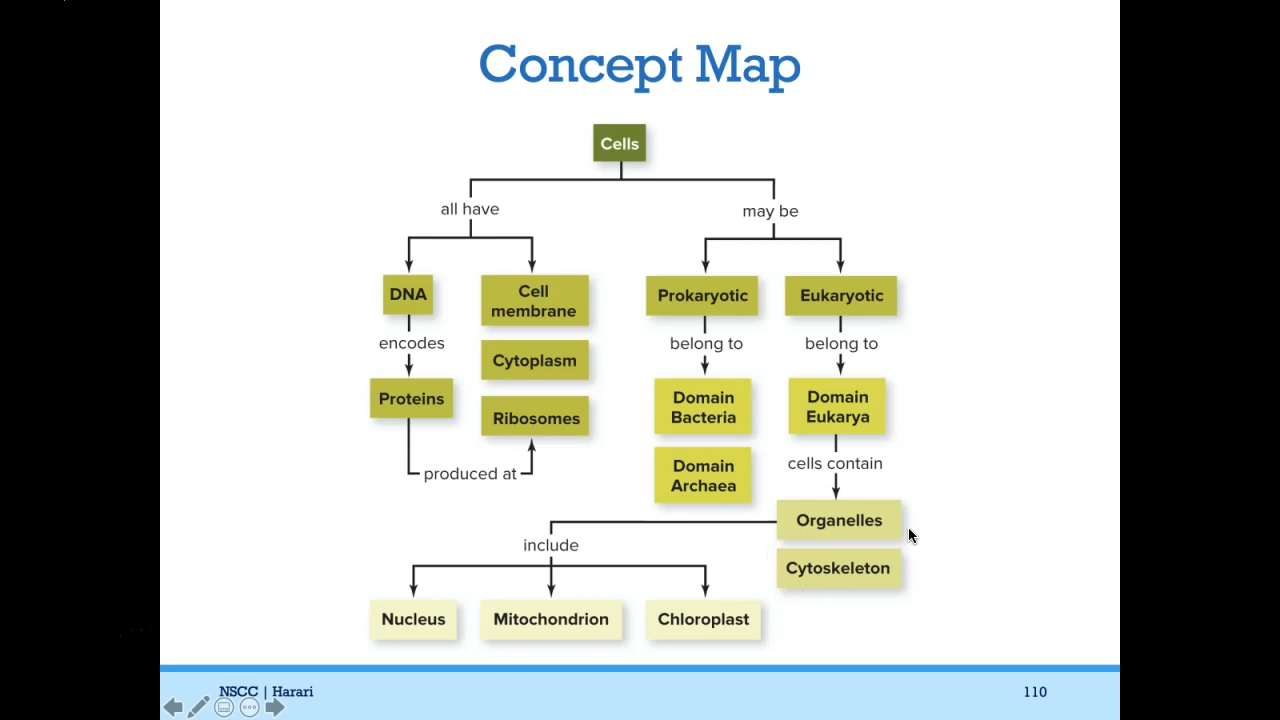 Concept Map
Cells
all have
may be
DNA
Cell
membrane
Prokaryotic
Eukaryotic
encodes
Cytoplasm
belong to
belong to
Proteins
Ribosomes
Domain
Bacteria
Domain
Eukarya
produced at
Domain
Archaea
cells contain
Organelles
include
Cytoskeleton
Nucleus
Mitochondrion
Chloroplast
NSCC | Harari
110